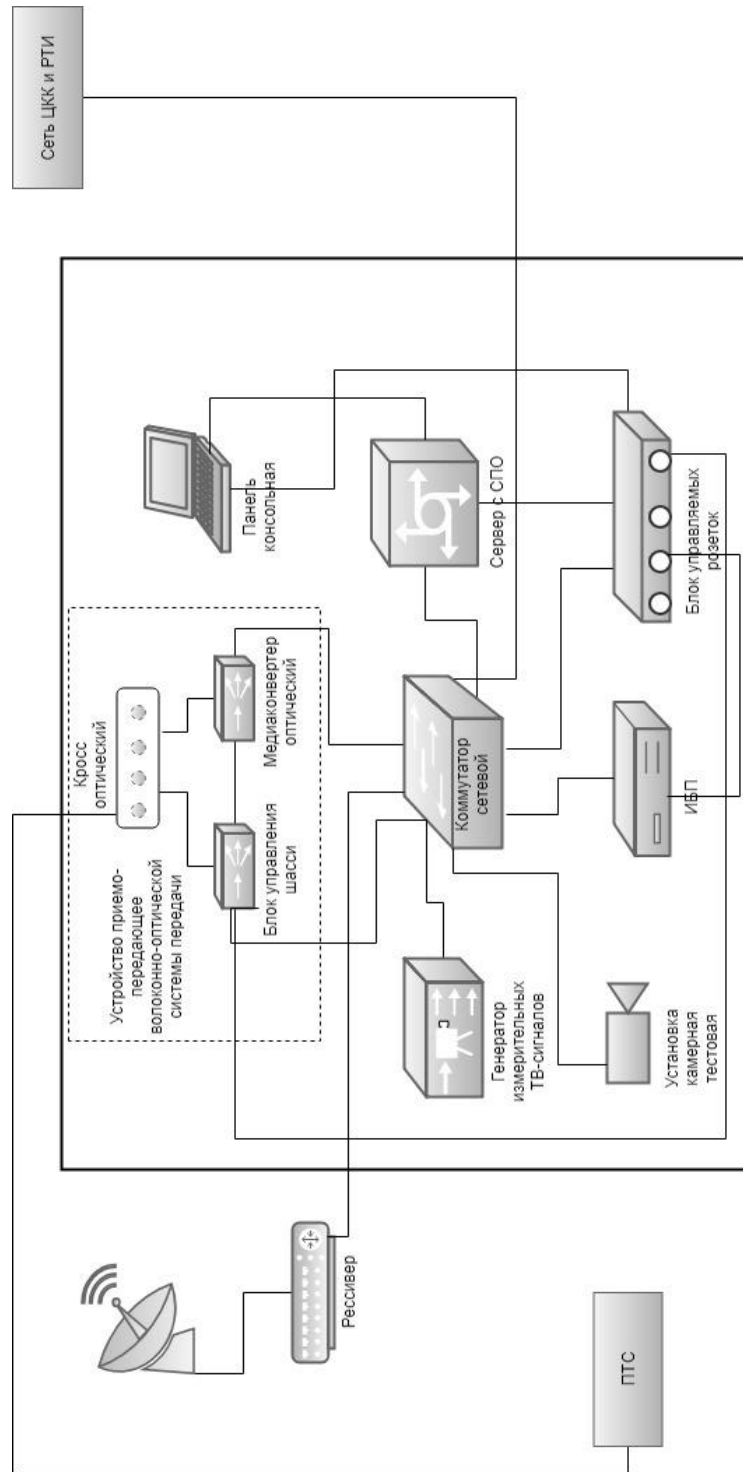 Сеть ЦКК и РТИ
Кросс
оптический
Устройство приемо-
передающее
волоконно-оптической
системы передачи
Блок управления
шасси
Медиаконвертер
оптический
Панель
консольная
Рессивер
Генератор
измерительных
ТВ-сигналов
С
Коммутатор
сетевой
Сервер с СПО
ПТС
Установка
камерная
тестовая
ИБП
Блок управляемых
розеток